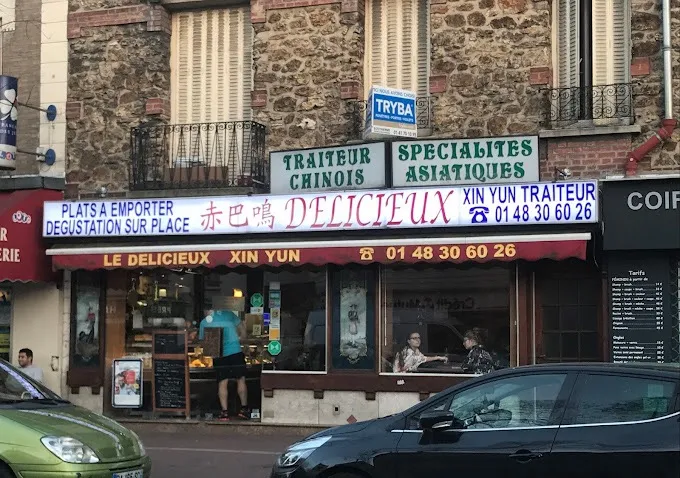 TRYBA
TRAITEUR
CHINOIS
SPECIALITES
ASIATIQUES
PLATS A EMPORTER
DEGUSTATION SUR PLACE
赤巴鳴
DELICIEUX
XIN YUN TRAITEUR
01 48 30 60 26
LE DELICIEUX XIN YUN 01 48 30 60 26
COIF
Tarifs